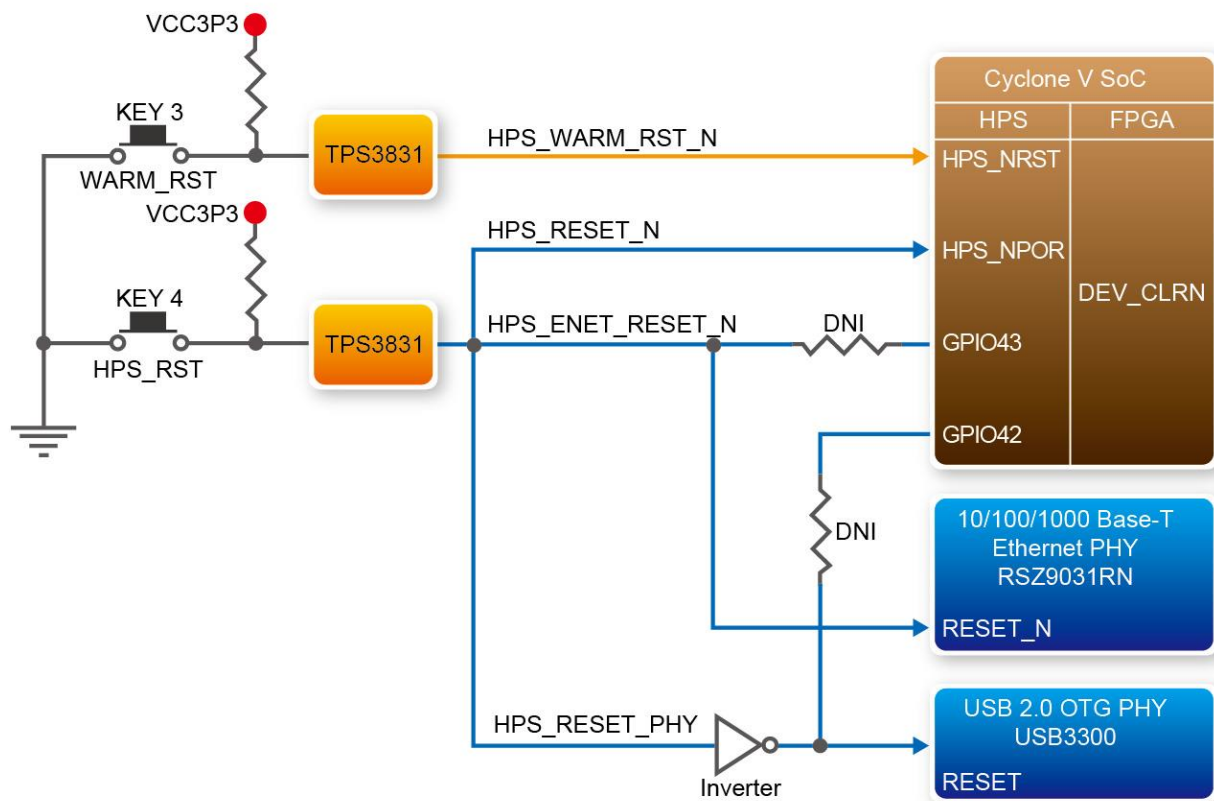 VCC3P3
KEY 3
WARM_RST
TPS3831
HPS_WARM_RST_N
VCC3P3
KEY 4
HPS_RST
TPS3831
HPS_RESET_N
HPS_ENET_RESET_N
DNI
DNI
HPS_RESET_PHY
Inverter
Cyclone V SoC
HPS FPGA
HPS_NRST
HPS_NPOR
DEV_CLRN
GPIO43
GPIO42
10/100/1000 Base-T
Ethernet PHY
RSZ9031RN
RESET_N
USB 2.0 OTG PHY
USB3300
RESET